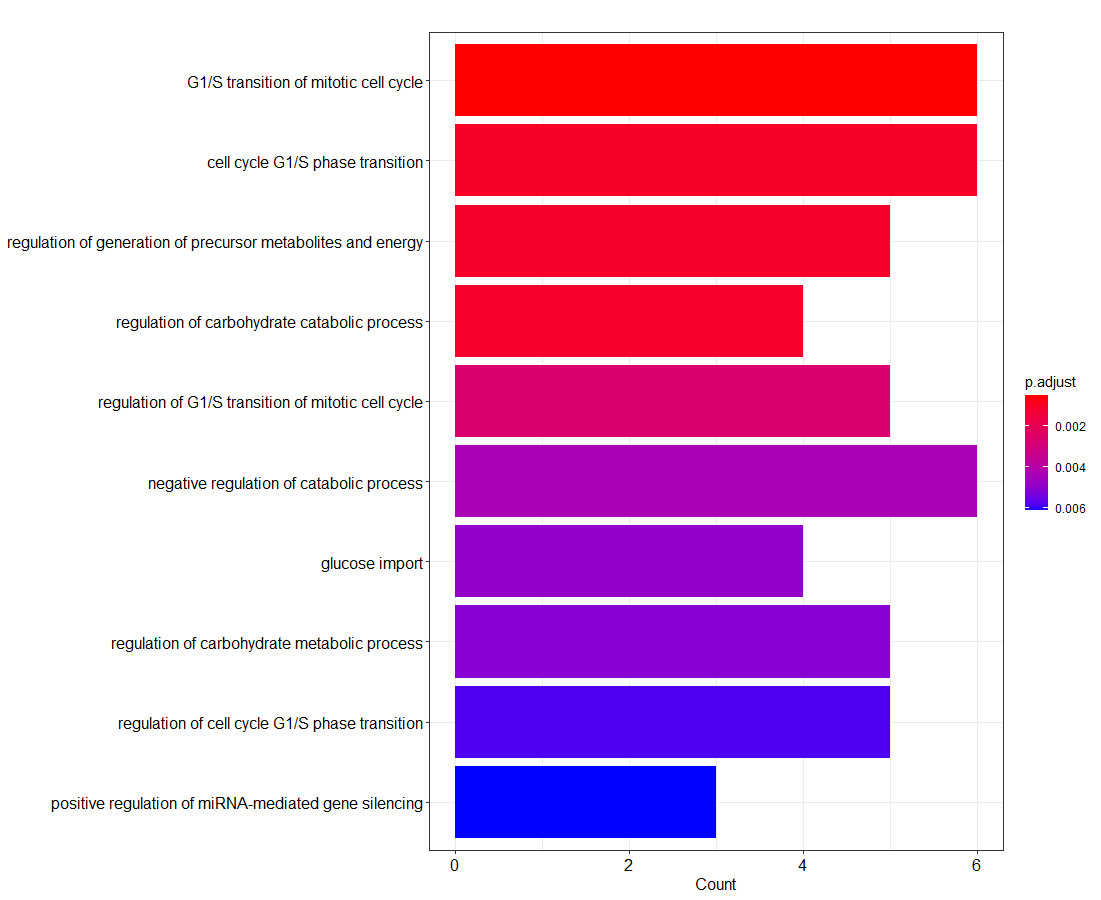 G1/S transition of mitotic cell cycle
cell cycle G1/S phase transition
regulation of generation of precursor metabolites and energy
regulation of carbohydrate catabolic process
regulation of G1/S transition of mitotic cell cycle
negative regulation of catabolic process
glucose import
regulation of carbohydrate metabolic process
regulation of cell cycle G1/S phase transition
positive regulation of miRNA-mediated gene silencing
0 2 4 6
Count
p.adjust
0.002
0.004
0.006